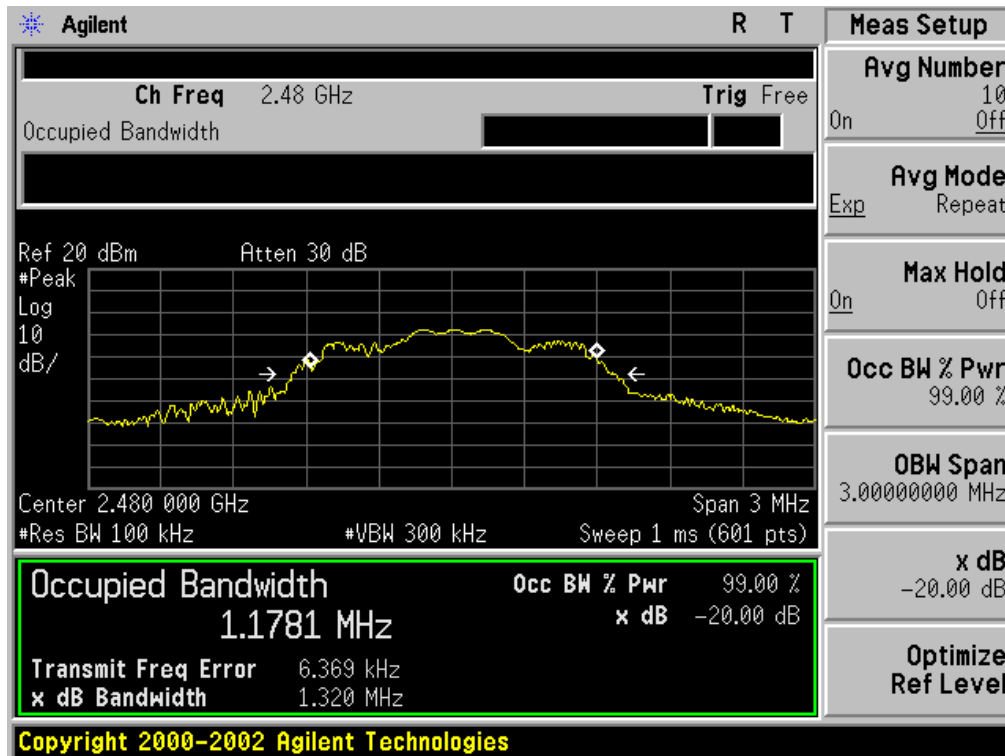 Agilent R T
Ch Freq 2.48 GHz Trig Free
Occupied Bandwidth
Ref 20 dBm Atten 30 dB
#Peak
Log
10
dB/
Center 2.480 000 GHz Span 3 MHz
#Res BW 100 kHz #VBW 300 kHz Sweep 1 ms (601 pts)
Occupied Bandwidth
1.1781 MHz
Occ BW % Pwr 99.00 %
x dB -20.00 dB
Transmit Freq Error 6.369 kHz
x dB Bandwidth 1.320 MHz
Copyright 2000-2002 Agilent Technologies
Meas Setup
Avg Number
10
On Off
Avg Mode
Exp Repeat
Max Hold
On Off
Occ BW % Pwr
99.00 %
OBW Span
3.00000000 MHz
x dB
-20.00 dB
Optimize
Ref Level